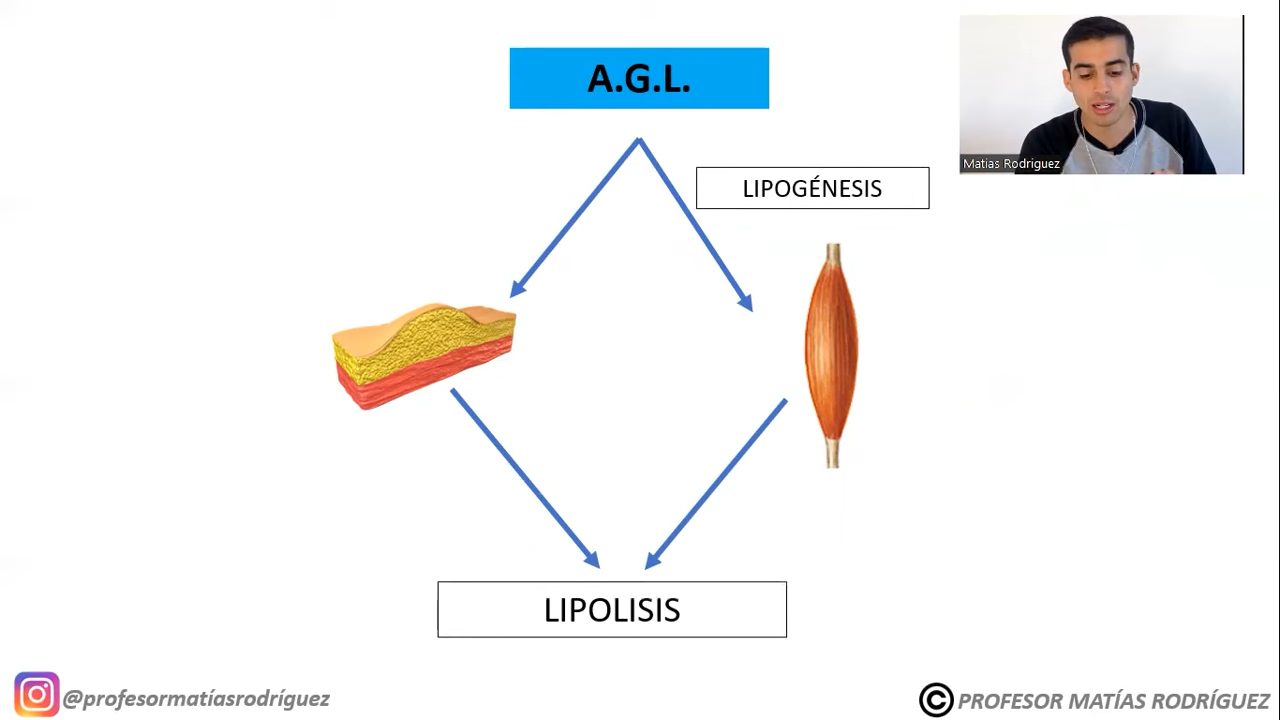 A.G.L.
Matias Rodriguez
LIPOGÉNESIS
LIPOLISIS
@profesormatíasrodríguez
© PROFESOR MATÍAS RODRÍGUEZ